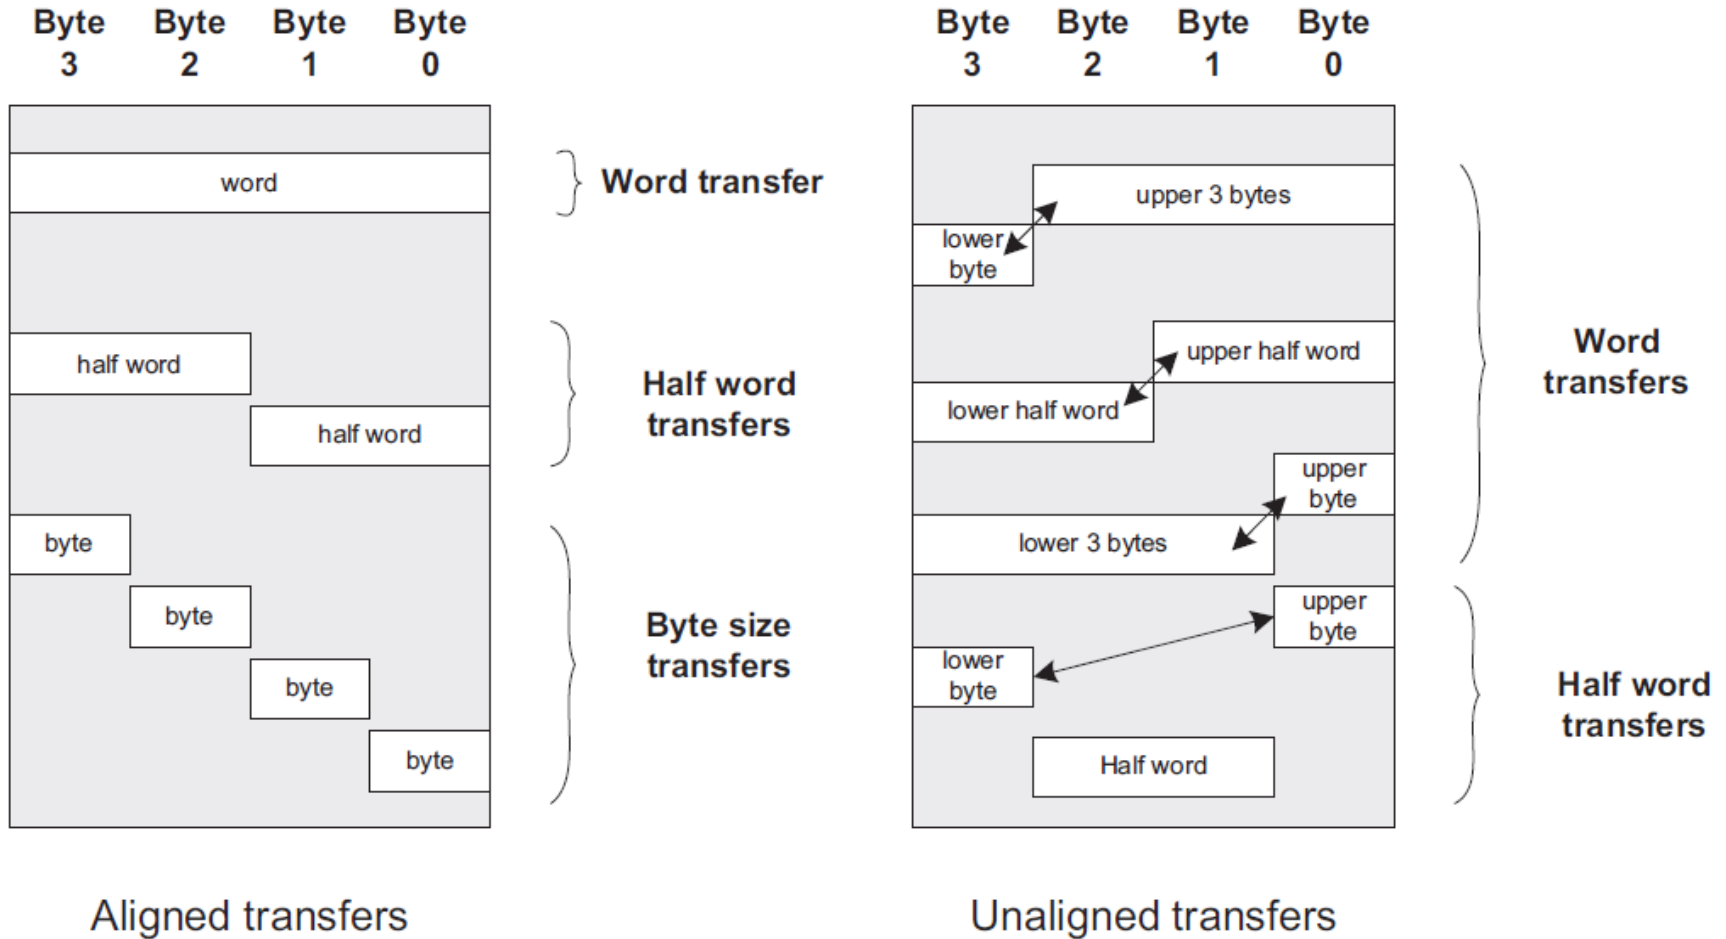 Byte Byte Byte Byte
3 2 1 0
word
Word transfer
half word
half word
Half word
transfers
byte
byte
byte
byte
Byte size
transfers
Aligned transfers
Byte Byte Byte Byte
3 2 1 0
upper 3 bytes
lower
byte
upper half word
lower half word
upper
byte
lower 3 bytes
Word
transfers
upper
byte
lower
byte
Half word
Half word
transfers
Unaligned transfers